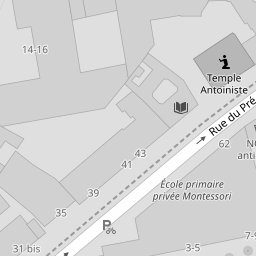 14-16
Temple
Antoiniste
Rue du Pré
62
43
41
École primaire
privée Montessori
39
35
31 bis
3-5